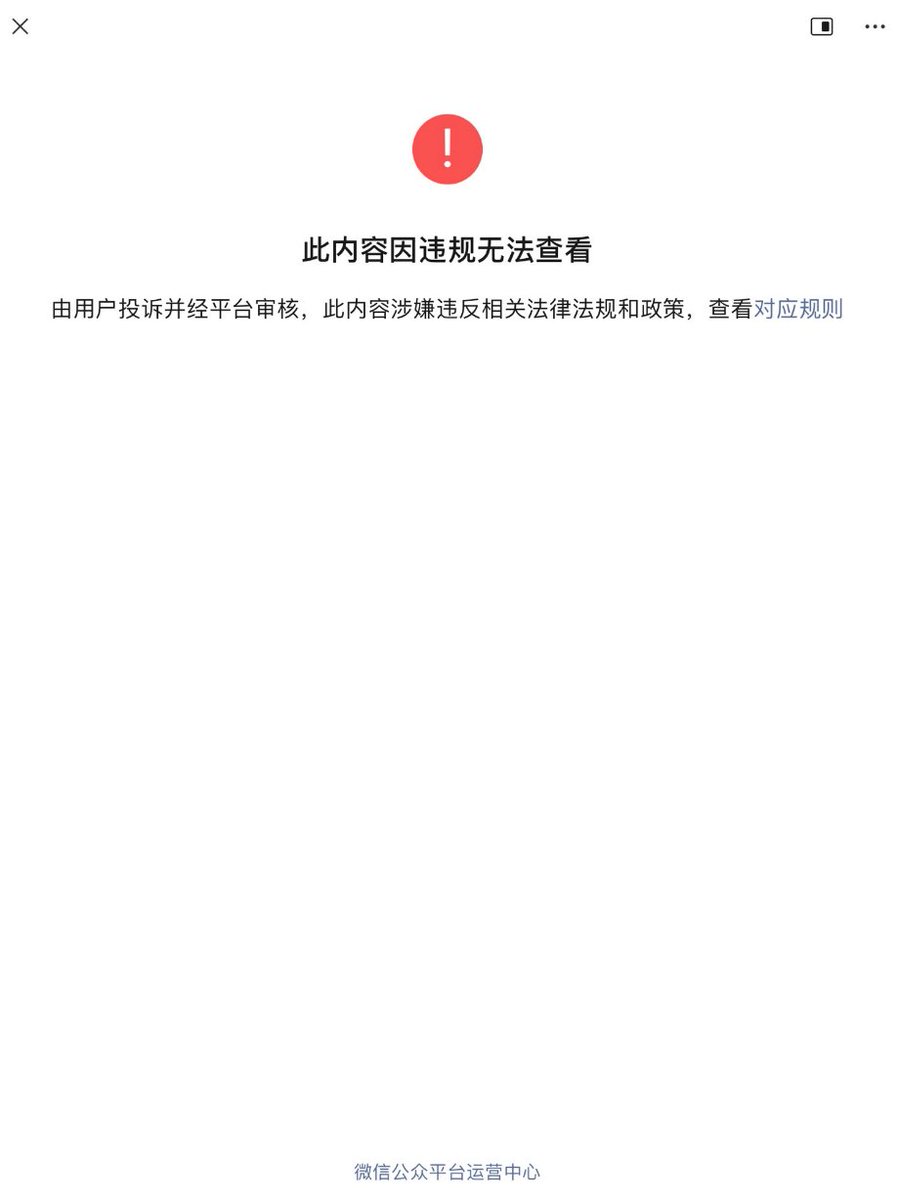 此内容因违规无法查看
由用户投诉并经平台审核，此内容涉嫌违反相关法律法规和政策，查看对应规则
微信公众平台运营中心